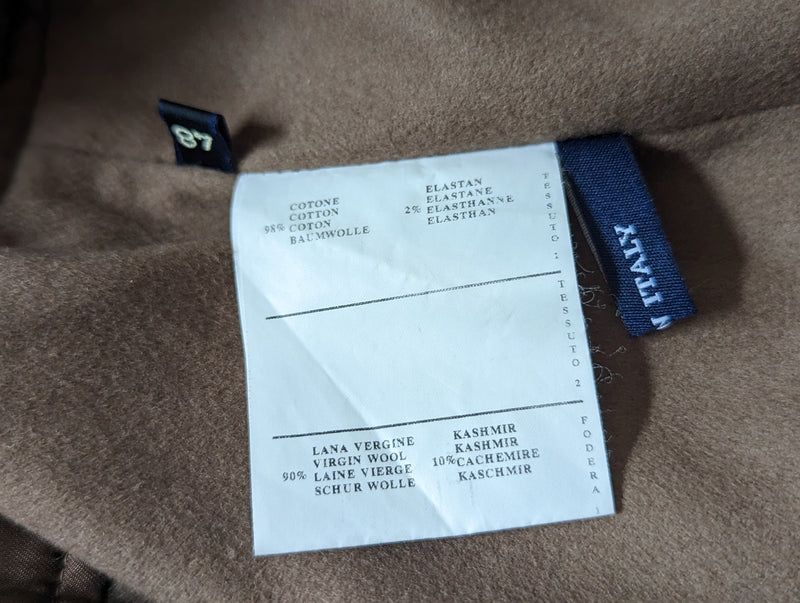 98%
COTONE
COTTON
COTON
BAUMWOLLE
2%
ELASTAN
ELASTANE
ELASTHANNE
ELASTHAN
TESSUTO 1
TESSUTO 2
90%
LANA VERGINE
VIRGIN WOOL
LAINE VIERGE
SCHUR WOLLE
10%
KASHMIR
KASHMIR
CACHEMIRE
KASCHMIR
FODERA 1
N ITALY